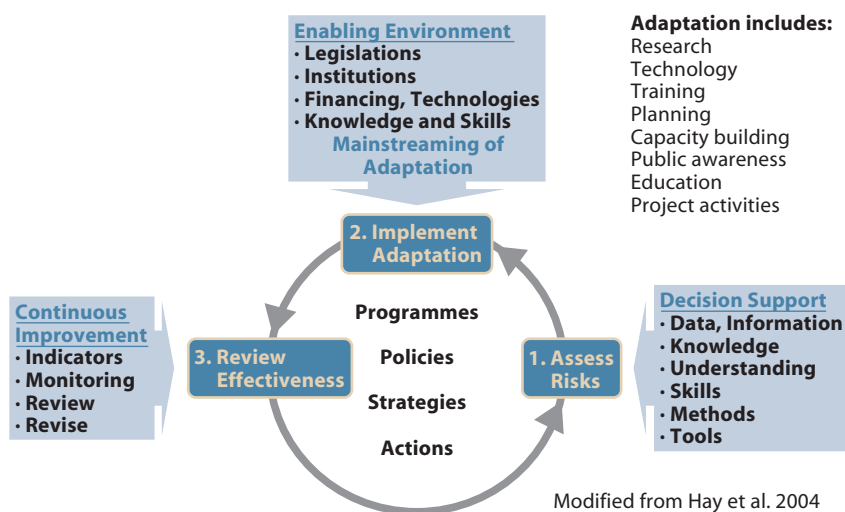 Enabling Environment
· Legislations
· Institutions
· Financing, Technologies
· Knowledge and Skills
Mainstreaming of
Adaptation
Adaptation includes:
Research
Technology
Training
Planning
Capacity building
Public awareness
Education
Project activities
2. Implement
Adaptation
Continuous
Improvement
· Indicators
· Monitoring
· Review
· Revise
3. Review
Effectiveness
Programmes
Policies
Strategies
Actions
1. Assess
Risks
Decision Support
· Data, Information
· Knowledge
· Understanding
· Skills
· Methods
· Tools
Modified from Hay et al. 2004